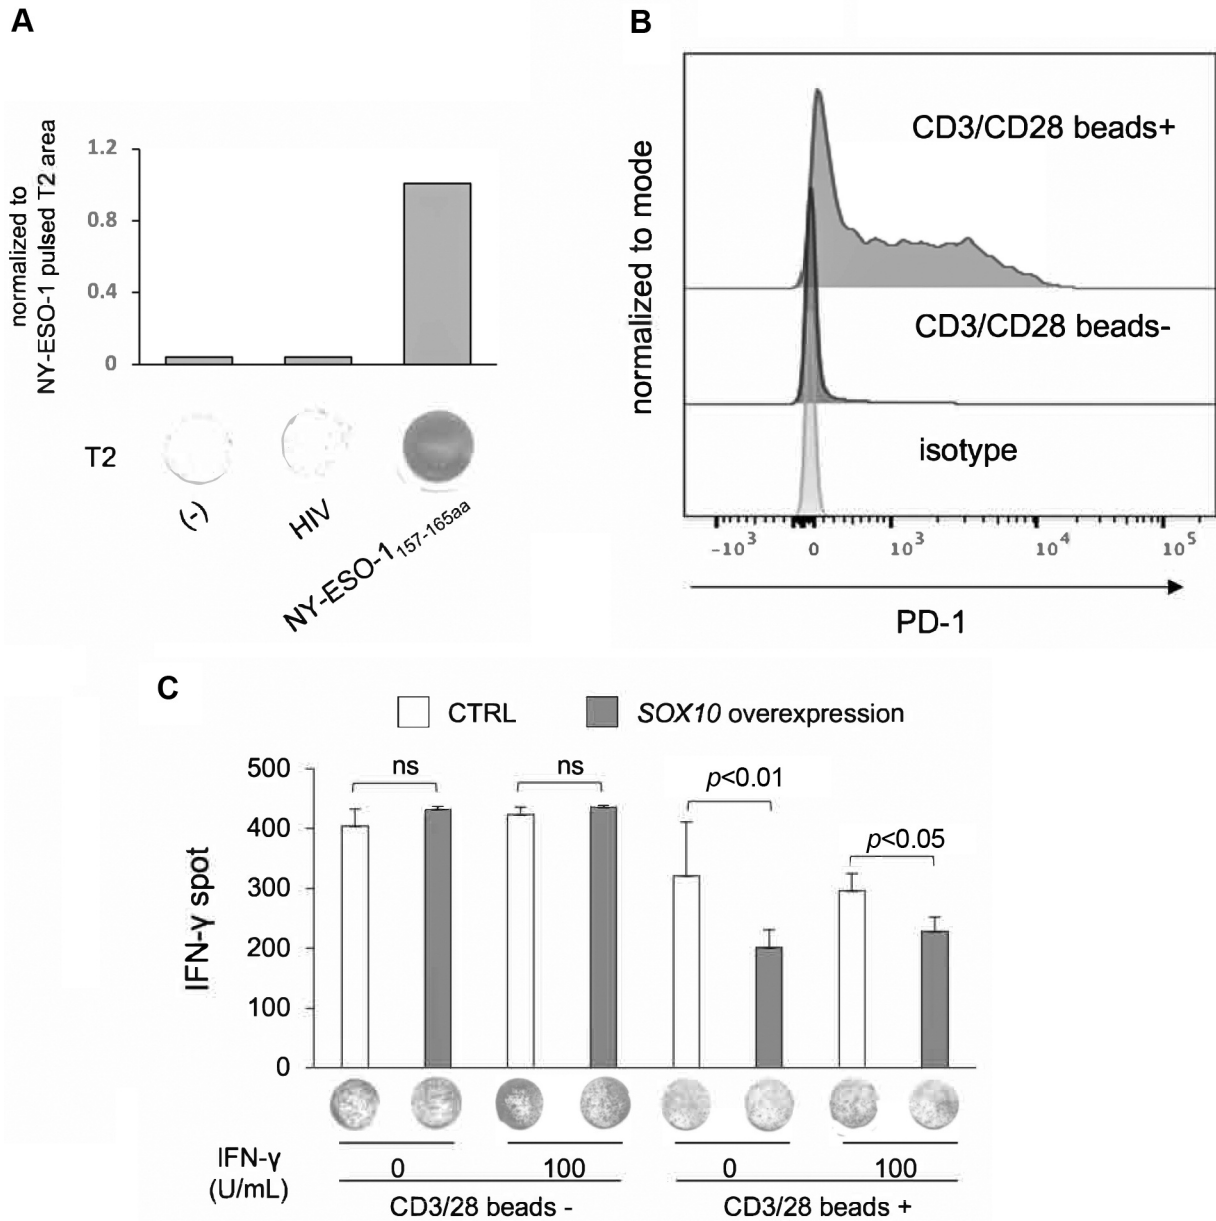 A
normalized to
NY-ESO-1 pulsed T2 area
1.2
0.8
0.4
0
T2
(-)
HIV
NY-ESO-1157-165aa
B
normalized to mode
CD3/CD28 beads+
CD3/CD28 beads-
isotype
-10³ 0 10³ 10⁴ 10⁵
PD-1
C
CTRL SOX10 overexpression
IFN-γ spot
500
400
300
200
100
0
ns ns p<0.01 p<0.05
IFN-γ
(U/mL)
0 100 0 100
CD3/28 beads - CD3/28 beads +